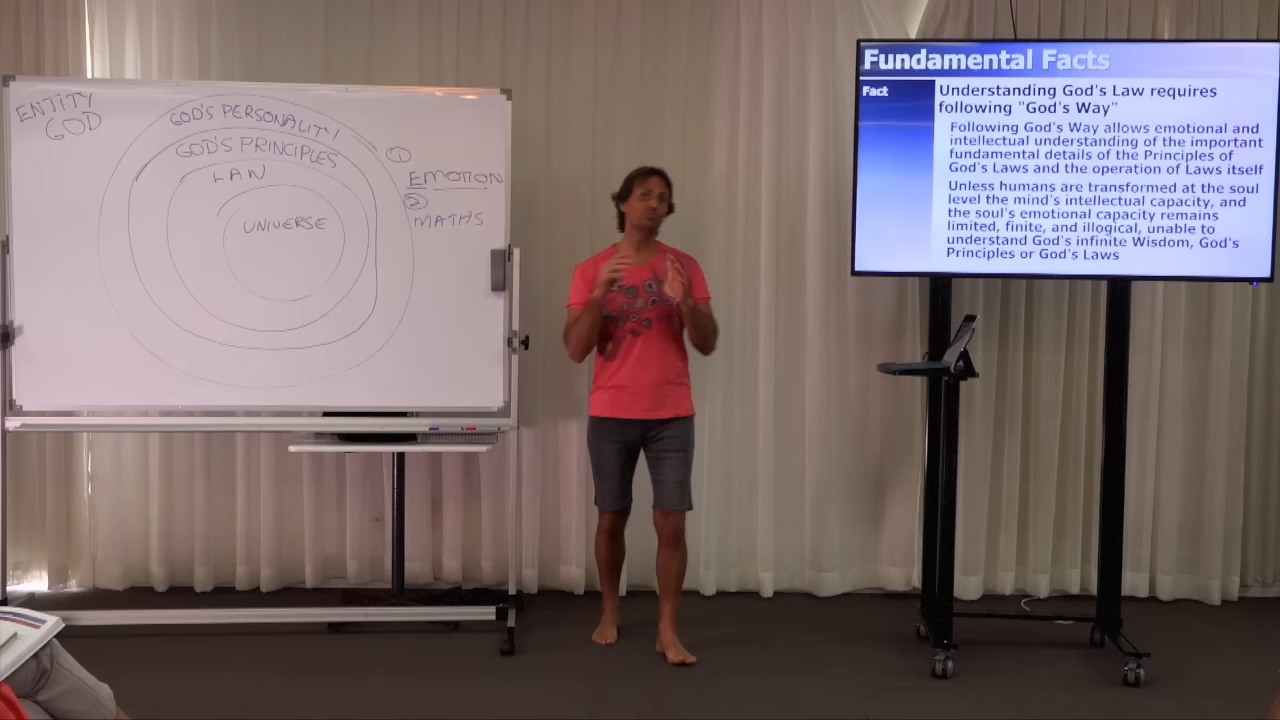 ENTITY
GOD
GOD'S PERSONALITY
GOD'S PRINCIPLES
LAW
UNIVERSE
①
EMOTION
②
MATHS
Fundamental Facts
Fact
Understanding God's Law requires
following "God's Way"
Following God's Way allows emotional and
intellectual understanding of the important
fundamental details of the Principles of
God's Laws and the operation of Laws itself
Unless humans are transformed at the soul
level the mind's intellectual capacity, and
the soul's emotional capacity remains
limited, finite, and illogical, unable to
understand God's infinite Wisdom, God's
Principles or God's Laws